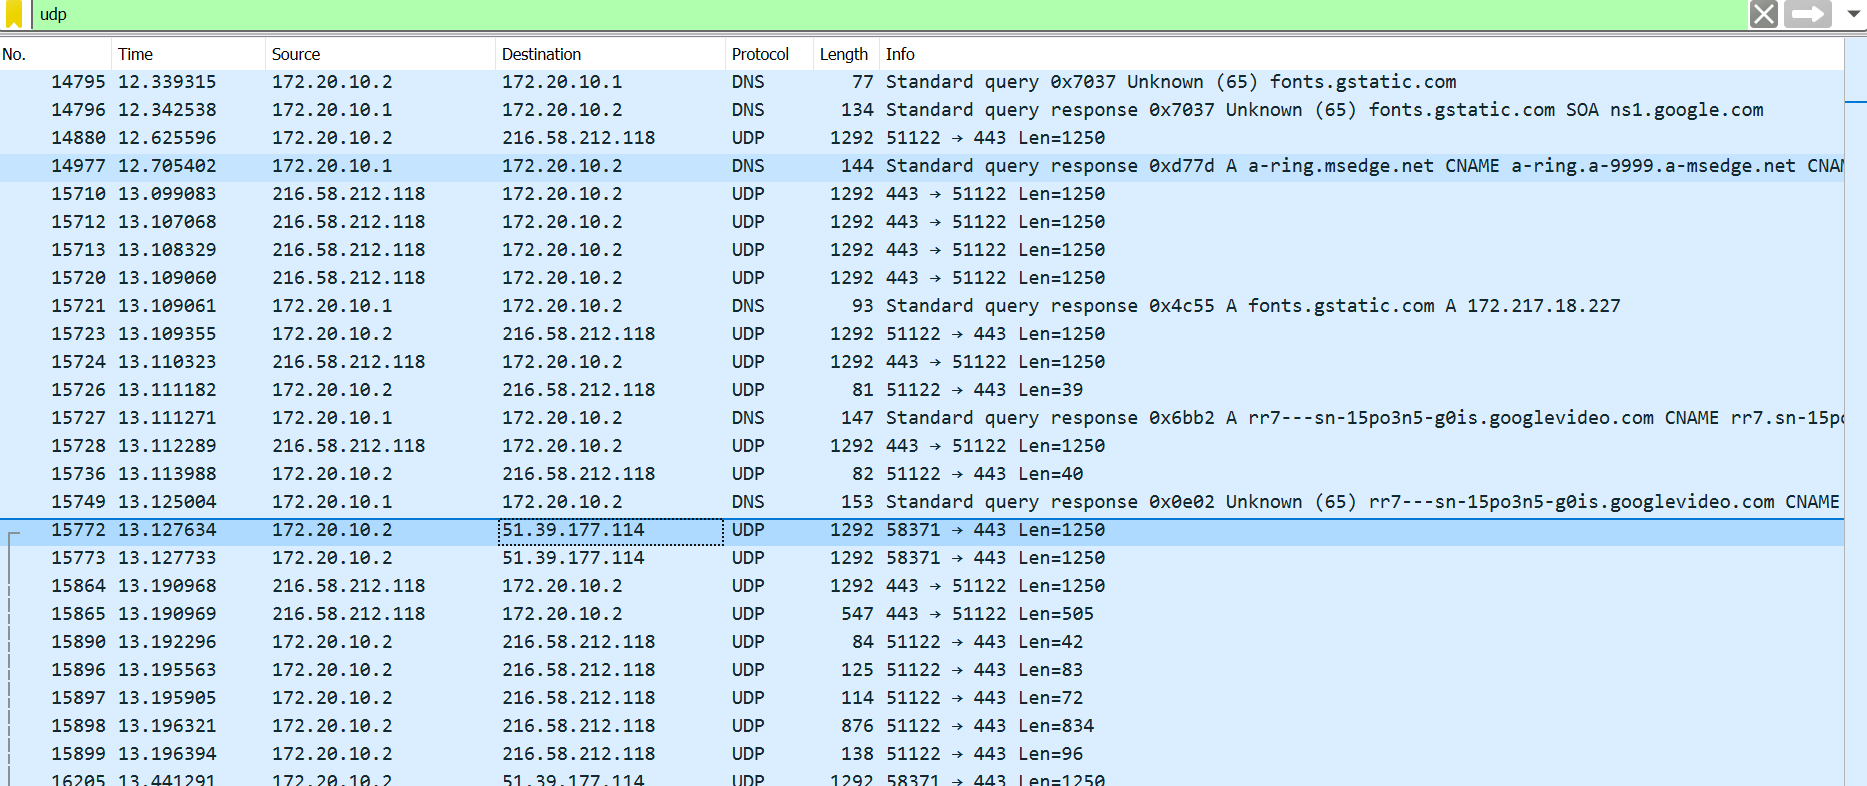 udp
No. Time Source Destination Protocol Length Info
14795 12.339315 172.20.10.2 172.20.10.1 DNS 77 Standard query 0x7037 Unknown (65) fonts.gstatic.com
14796 12.342538 172.20.10.1 172.20.10.2 DNS 134 Standard query response 0x7037 Unknown (65) fonts.gstatic.com SOA ns1.google.com
14880 12.625596 172.20.10.2 216.58.212.118 UDP 1292 51122 → 443 Len=1250
14977 12.705402 172.20.10.1 172.20.10.2 DNS 144 Standard query response 0xd77d A a-ring.msedge.net CNAME a-ring.a-9999.a-msedge.net CNAM
15710 13.099083 216.58.212.118 172.20.10.2 UDP 1292 443 → 51122 Len=1250
15712 13.107068 216.58.212.118 172.20.10.2 UDP 1292 443 → 51122 Len=1250
15713 13.108329 216.58.212.118 172.20.10.2 UDP 1292 443 → 51122 Len=1250
15720 13.109060 216.58.212.118 172.20.10.2 UDP 1292 443 → 51122 Len=1250
15721 13.109061 172.20.10.1 172.20.10.2 DNS 93 Standard query response 0x4c55 A fonts.gstatic.com A 172.217.18.227
15723 13.109355 172.20.10.2 216.58.212.118 UDP 1292 51122 → 443 Len=1250
15724 13.110323 216.58.212.118 172.20.10.2 UDP 1292 443 → 51122 Len=1250
15726 13.111182 172.20.10.2 216.58.212.118 UDP 81 51122 → 443 Len=39
15727 13.111271 172.20.10.1 172.20.10.2 DNS 147 Standard query response 0x6bb2 A rr7---sn-15po3n5-g0is.googlevideo.com CNAME rr7.sn-15po
15728 13.112289 216.58.212.118 172.20.10.2 UDP 1292 443 → 51122 Len=1250
15736 13.113988 172.20.10.2 216.58.212.118 UDP 82 51122 → 443 Len=40
15749 13.125004 172.20.10.1 172.20.10.2 DNS 153 Standard query response 0x0e02 Unknown (65) rr7---sn-15po3n5-g0is.googlevideo.com CNAME
15772 13.127634 172.20.10.2 51.39.177.114 UDP 1292 58371 → 443 Len=1250
15773 13.127733 172.20.10.2 51.39.177.114 UDP 1292 58371 → 443 Len=1250
15864 13.190968 216.58.212.118 172.20.10.2 UDP 1292 443 → 51122 Len=1250
15865 13.190969 216.58.212.118 172.20.10.2 UDP 547 443 → 51122 Len=505
15890 13.192296 172.20.10.2 216.58.212.118 UDP 84 51122 → 443 Len=42
15896 13.195563 172.20.10.2 216.58.212.118 UDP 125 51122 → 443 Len=83
15897 13.195905 172.20.10.2 216.58.212.118 UDP 114 51122 → 443 Len=72
15898 13.196321 172.20.10.2 216.58.212.118 UDP 876 51122 → 443 Len=834
15899 13.196394 172.20.10.2 216.58.212.118 UDP 138 51122 → 443 Len=96
16205 13.441291 172.20.10.2 51.39.177.114 UDP 1292 58371 → 443 Len=1250